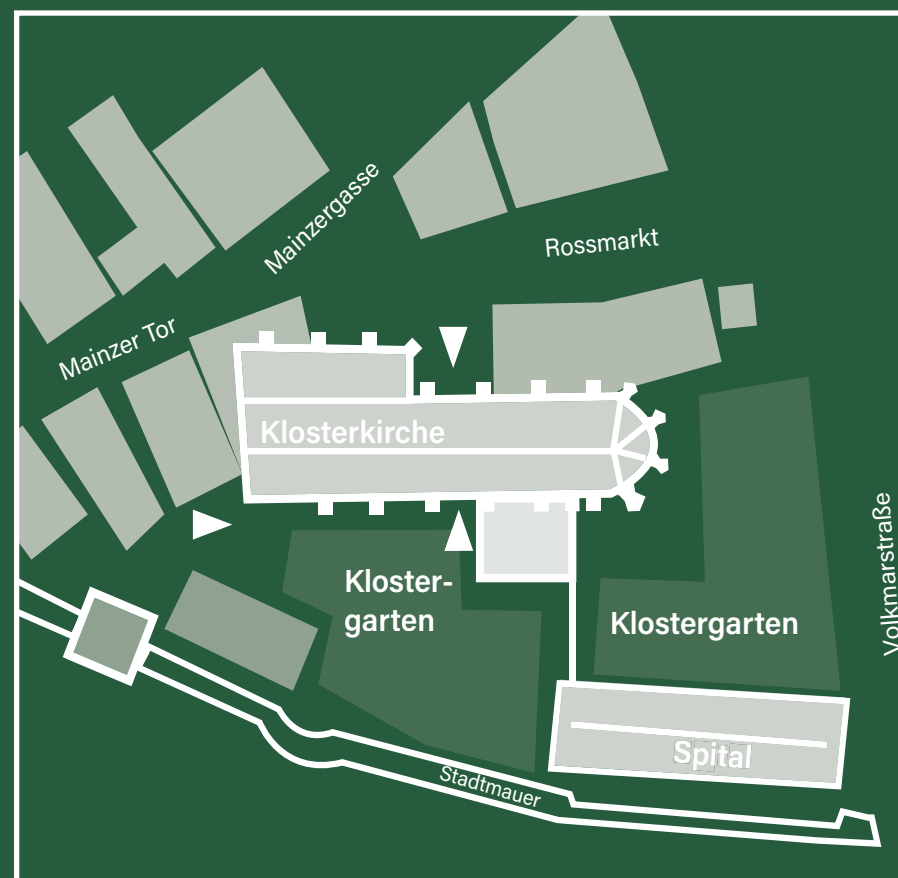 Mainzergasse
Rossmarkt
Mainzer Tor
Klosterkirche
Volkmarstraße
Kloster-
garten
Klostergarten
Spital
Stadtmauer